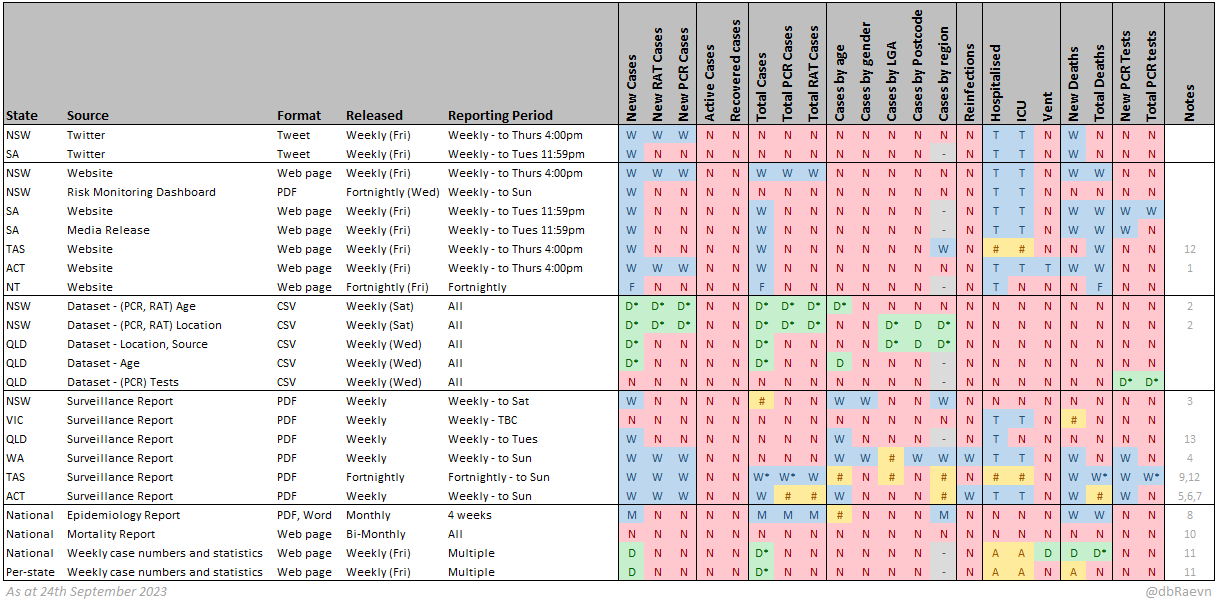 State Source Format Released Reporting Period New Cases New RAT Cases New PCR Cases Active Cases Recovered cases Total Cases Total PCR Cases Total RAT Cases Cases by age Cases by gender Cases by LGA Cases by Postcode Cases by region Reinfections Hospitalised ICU Vent New Deaths Total Deaths New PCR Tests Total PCR tests Notes
NSW Twitter Tweet Weekly (Fri) Weekly - to Thurs 4:00pm W W W N N N N N N N N N N N T T N W N N N
SA Twitter Tweet Weekly (Fri) Weekly - to Tues 11:59pm W N N N N N N N N N N N - N T T N W N N N
NSW Website Web page Weekly (Fri) Weekly - to Thurs 4:00pm W W W N N W W W N N N N N N T T N W W N N
NSW Risk Monitoring Dashboard PDF Fortnightly (Wed) Weekly - to Sun W N N N N N N N N N N N N N T T N N N N N
SA Website Web page Weekly (Fri) Weekly - to Tues 11:59pm W N N N N W N N N N N N - N T T N W W W W
SA Media Release Web page Weekly (Fri) Weekly - to Tues 11:59pm W N N N N W N N N N N N - N T T N W W W N
TAS Website Web page Weekly (Fri) Weekly - to Thurs 4:00pm W N N N N W N N N N N N W N # # N N W N N 12
ACT Website Web page Weekly (Fri) Weekly - to Thurs 4:00pm W W W N N W N N N N N N N N T T T W W N N 1
NT Website Web page Fortnightly (Fri) Fortnightly F N N N N F N N N N N N - N T N N N F N N
NSW Dataset - (PCR, RAT) Age CSV Weekly (Sat) All D* D* D* N N D* D* D* D* N N N N N N N N N N N N 2
NSW Dataset - (PCR, RAT) Location CSV Weekly (Sat) All D* D* D* N N D* D* D* N N D* D D* N N N N N N N N 2
QLD Dataset - Location, Source CSV Weekly (Wed) All D* N N N N D* N N N N D* D D* N N N N N N N N
QLD Dataset - Age CSV Weekly (Wed) All D* N N N N D* N N D N N N - N N N N N N N N
QLD Dataset - (PCR) Tests CSV Weekly (Wed) All N N N N N N N N N N N N - N N N N N N D* D*
NSW Surveillance Report PDF Weekly Weekly - to Sat W N N N N # N N W W N N W N N N N N N N N 3
VIC Surveillance Report PDF Weekly Weekly - TBC N N N N N N N N N N N N N N T T N # N N N
QLD Surveillance Report PDF Weekly Weekly - to Tues W N N N N N N N W N N N - N T N N N N N N 13
WA Surveillance Report PDF Weekly Weekly - to Sun W W W N N N N N W W # W W W T T N W N W N 4
TAS Surveillance Report PDF Fortnightly Fortnightly - to Sun W W W N N W* W* W # N # N # N # # N W W* W W* 9,12
ACT Surveillance Report PDF Weekly Weekly - to Sun W W W N N W # # W N N N # W T T N W # W N 5,6,7
National Epidemiology Report PDF, Word Monthly 4 weeks M N N N N M M M # N N N M N N N N W W N N 8
National Mortality Report Web page Bi-Monthly All N N N N N N N N N N N N N N N N N N N N N 10
National Weekly case numbers and statistics Web page Weekly (Fri) Multiple D N N N N D* N N N N N N - N A A D D D* N N 11
Per-state Weekly case numbers and statistics Web page Weekly (Fri) Multiple D N N N N D* N N N N N N - N A A N A N N N 11
As at 24th September 2023 @dbRaevn